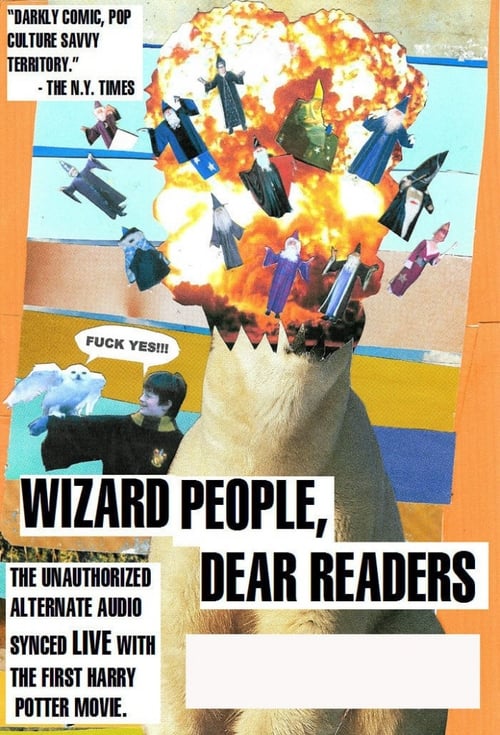 "DARKLY COMIC, POP
CULTURE SAVVY
TERRITORY."
- THE N.Y. TIMES
FUCK YES!!!
WIZARD PEOPLE,
DEAR READERS
THE UNAUTHORIZED
ALTERNATE AUDIO
SYNCED LIVE WITH
THE FIRST HARRY
POTTER MOVIE.